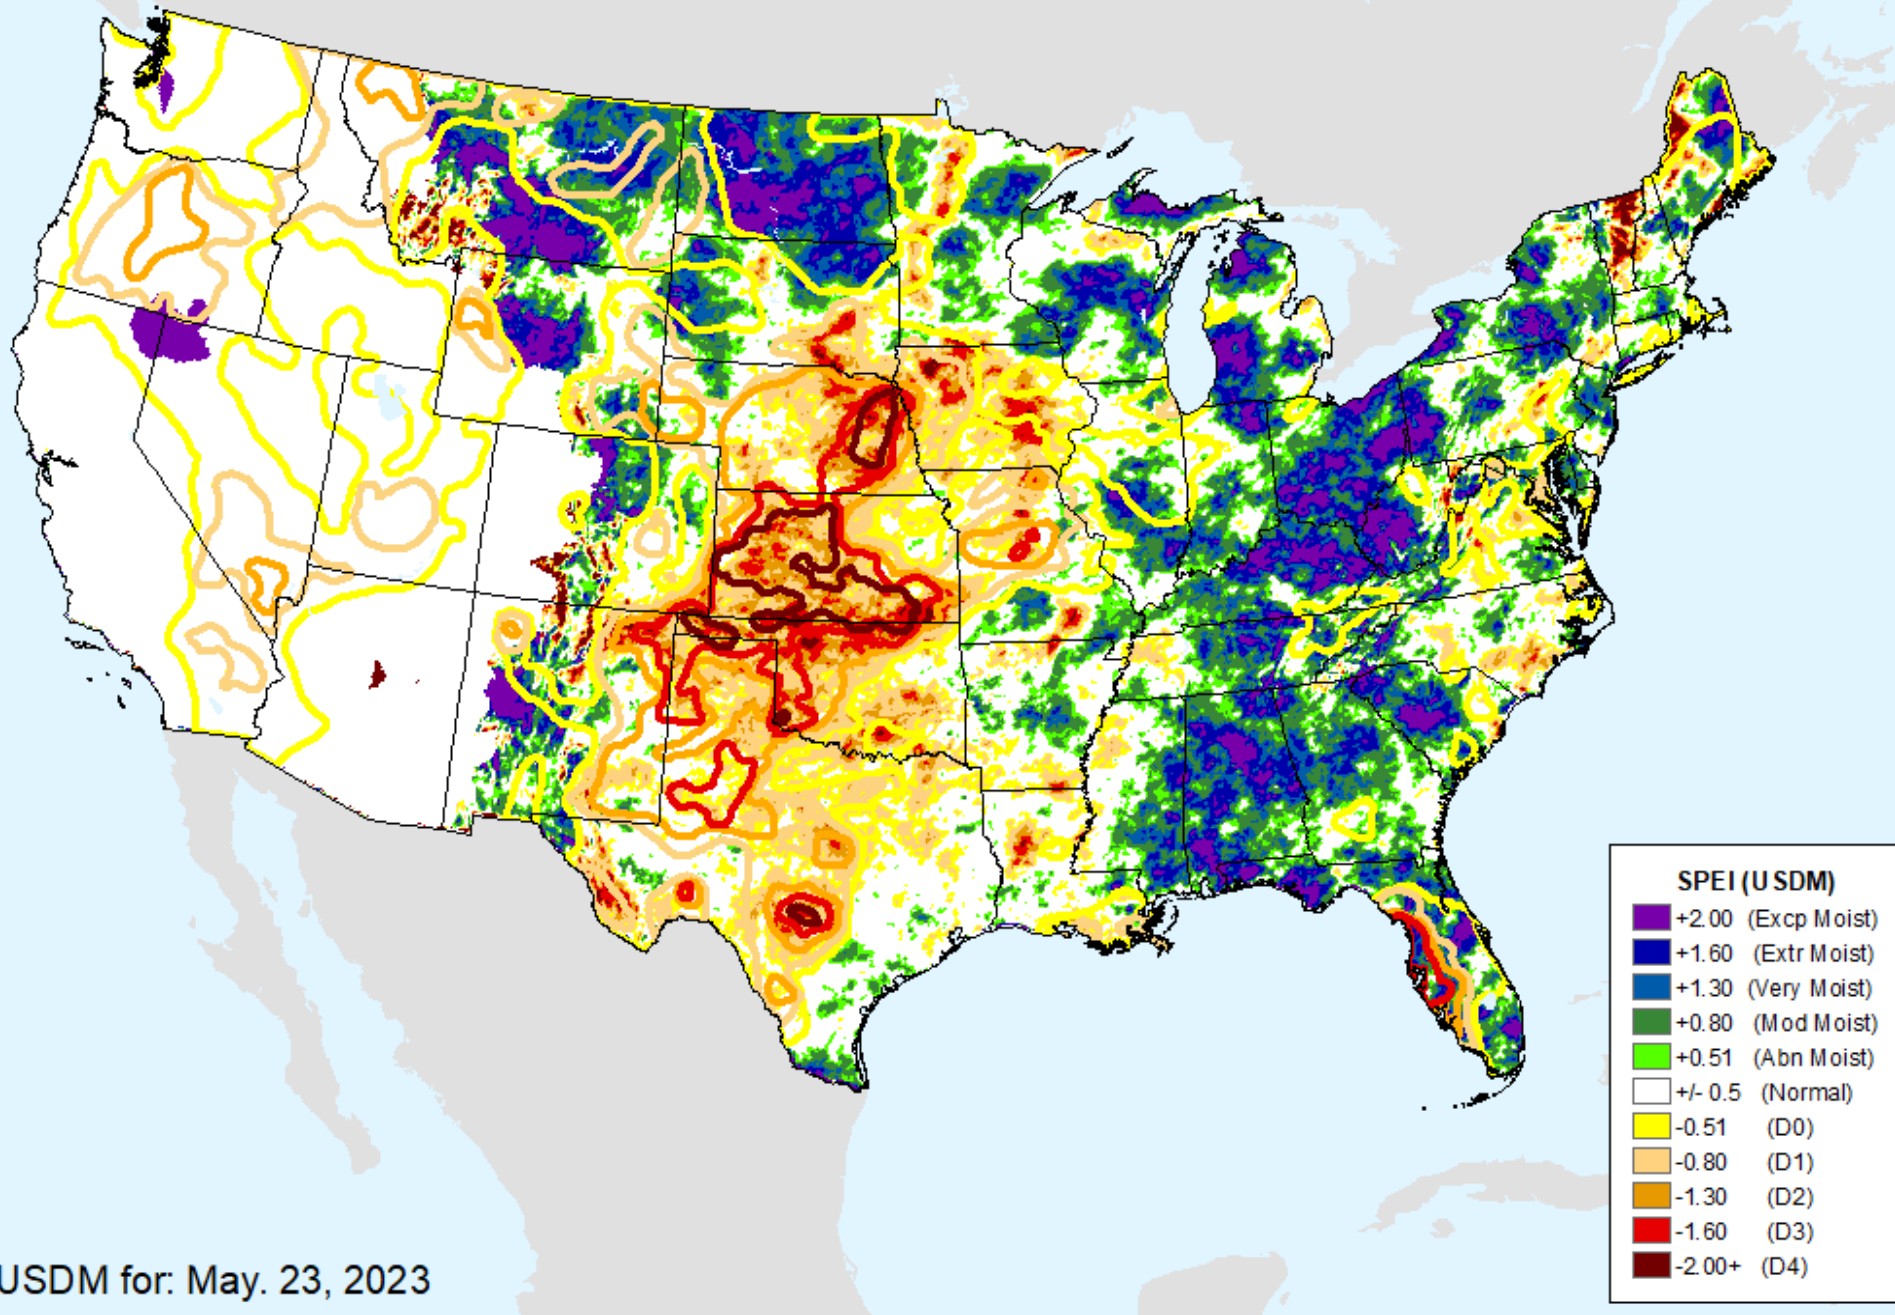 SPEI (USDM)
+2.00 (Excp Moist)
+1.60 (Extr Moist)
+1.30 (Very Moist)
+0.80 (Mod Moist)
+0.51 (Abn Moist)
+/- 0.5 (Normal)
-0.51 (D0)
-0.80 (D1)
-1.30 (D2)
-1.60 (D3)
-2.00+ (D4)
USDM for: May. 23, 2023